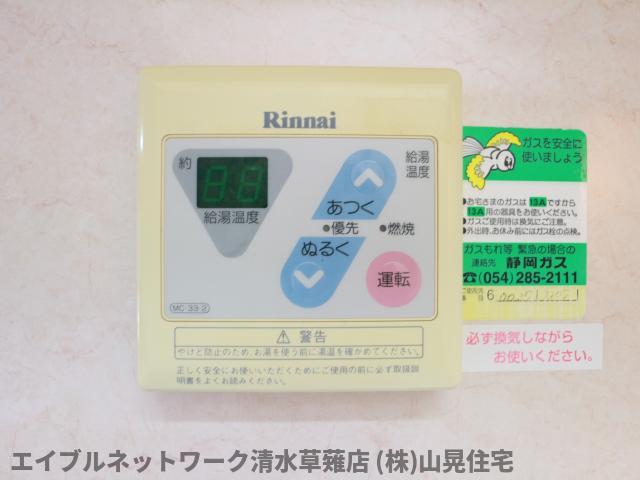 Rinnai
約
給湯温度
給湯
温度
あつく
優先
燃焼
ぬるく
運転
MC-33-2
警告
やけど防止のため、お湯を使う前に湯温を確かめてください。
正しく安全にお使いいただくためにご使用の前に必ず取扱説
明書をよくお読みください。
ガスを安全に
使いましょう
●お宅さまのガスは13Aですから
13A用の器具をお使いください。
●ガスご使用時は換気にご注意。
●外出時、お休み前にはガス栓の点検。
ガスもれ等 緊急の場合の
連絡先 静岡ガス
☎(054)285-2111
必ず換気しながら
お使いください。
エイブルネットワーク清水草薙店 (株)山晃住宅